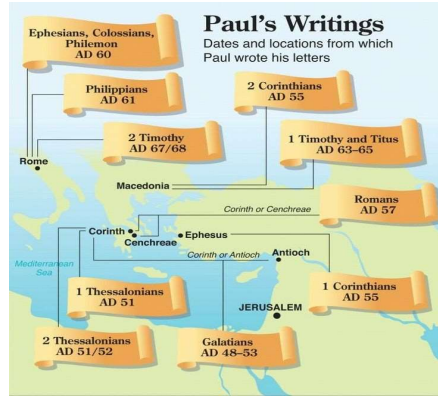 Paul's Writings
Dates and locations from which
Paul wrote his letters
Ephesians, Colossians,
Philemon
AD 60
Philippians
AD 61
2 Corinthians
AD 55
2 Timothy
AD 67/68
1 Timothy and Titus
AD 63–65
Rome
Macedonia
Romans
AD 57
Corinth or Cenchreae
Corinth
Cenchreae
Ephesus
Corinth or Antioch
Antioch
Mediterranean
Sea
1 Thessalonians
AD 51
1 Corinthians
AD 55
JERUSALEM
2 Thessalonians
AD 51/52
Galatians
AD 48–53